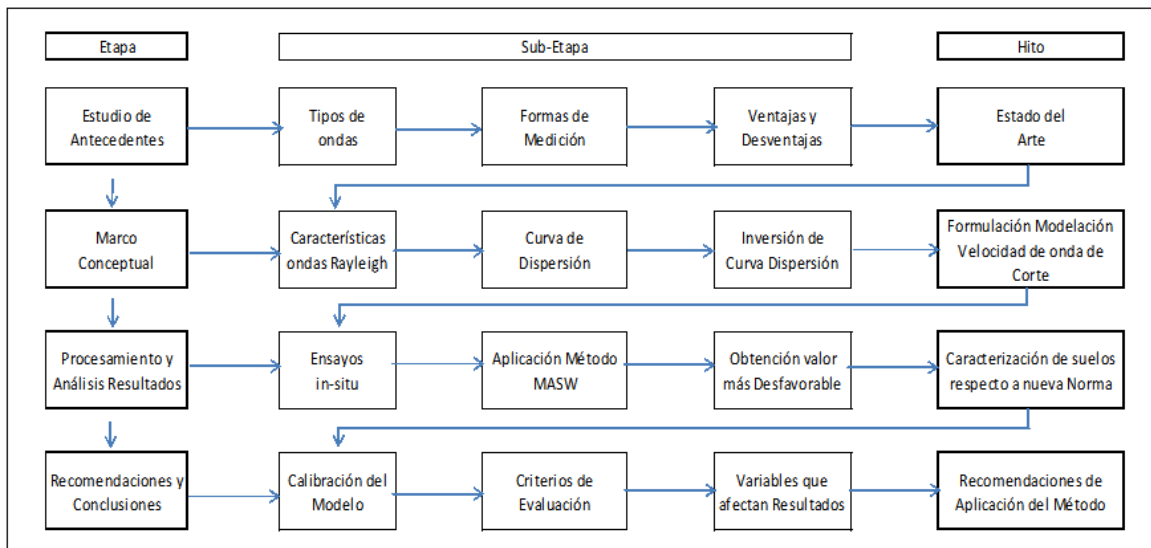 Etapa
Sub-Etapa
Hito
Estudio de
Antecedentes
Tipos de
ondas
Formas de
Medición
Ventajas y
Desventajas
Estado del
Arte
Marco
Conceptual
Características
ondas Rayleigh
Curva de
Dispersión
Inversión de
Curva Dispersión
Formulación Modelación
Velocidad de onda de
Corte
Procesamiento y
Análisis Resultados
Ensayos
in-situ
Aplicación Método
MASW
Obtención valor
más Desfavorable
Caracterización de suelos
respecto a nueva Norma
Recomendaciones y
Conclusiones
Calibración del
Modelo
Criterios de
Evaluación
Variables que
afectan Resultados
Recomendaciones de
Aplicación del Método